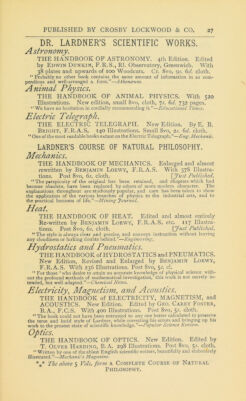 PUBLISHED BY CROSBY LOCKWOOD & CO. 27
DR. LARDNER'S SCIENTIFIC WORKS.
Astronomy.
THE HANDBOOK OF ASTRONOMY. 4th Edition. Edited
by EDWIN DUNKIN, F.R.S., Rl. Observatory, Greenwich. With
38 plates and upwards of 100 Woodcuts. Cr. 8vo, 9s. 6d. cloth.
"Probably no other book contains the same amount of information in so com-
pendious and well-arranged a form."—Athenæum.
Animal Physics.
THE HANDBOOK OF ANIMAL PHYSICS. With 520
Illustrations. New edition, small 8vo, cloth, 7s. 6d. 732 pages.
"We have no hesitation in cordially recommending it."—Educational Times.
Electric Telegraph.
THE ELECTRIC TELEGRAPH. New Edition. By E. B.
BRIGHT, F.R.A.S. 140 Illustrations. Small 8vo, 2s. 6d. cloth.
"One of the most readable books extant on the Electric Telegraph."—Eng. Mechanic.
LARDNER'S COURSE OF NATURAL PHILOSOPHY.
Mechanics.
THE HANDBOOK OF MECHANICS. Enlarged and almost
rewritten by BENJAMIN LOEWY, F.R.A.S. With 378 Illustra-
tions. Post 8vo, 6s. cloth. [Just Published.
"The perspicuity of the original has been retained, and chapters which had
become obsolete, have been replaced by others of more modern character. The
explanations throughout are studiously popular, and care has been taken to show
the application of the various branches of physics to the industrial arts, and to
the practical business of life."—Mining Journal.
Heat.
THE HANDBOOK OF HEAT. Edited and almost entirely
Re-written by BENJAMIN LOEWY, F.R.A.S. etc. 117 Illustra-
tions. Post 8vo, 6s. cloth. [Just Published.
"The style is always clear and precise, and conveys instruction without leaving
any cloudiness or lurking doubts behind."—Engineering.
Hydrostatics and Pneumatics.
THE HANDBOOK of HYDROSTATICS and PNEUMATICS.
New Edition, Revised and Enlarged by BENJAMIN LOEWY,
F.R.A.S. With 236 Illustrations. Post 8vo, 5s. cl.
"For those 'who desire to attain an accurate knowledge of physical science with-
out the profound methods of mathematical investigation,' this work is not merely in-
tended, but well adapted."—Chemical News.
Electricity, Magnetism, and Acoustics.
THE HANDBOOK of ELECTRICITY, MAGNETISM, and
ACOUSTICS. New Edition. Edited by GEO. CAREY FOSTER,
B.A., F.C.S. With 400 Illustrations. Post 8vo, 5s. cloth.
"The book could not have been entrusted to any one better calculated to preserve
the terse and lucid style of Lardner, while correcting his errors and bringing up his
work to the present state of scientific knowledge."—Popular Science Review.
Optics.
THE HANDBOOK OF OPTICS. New Edition. Edited by
T. OLVER HARDING, B.A. 298 Illustrations. Post 8vo, 5s. cloth.
"Written by one of the ablest English scientific writers, beautifully and elaborately
illustrated."—Mechanic's Magazine.
*** The above 5 Vols. form A COMPLETE COURSE OF NATURAL
PHILOSOPHY.